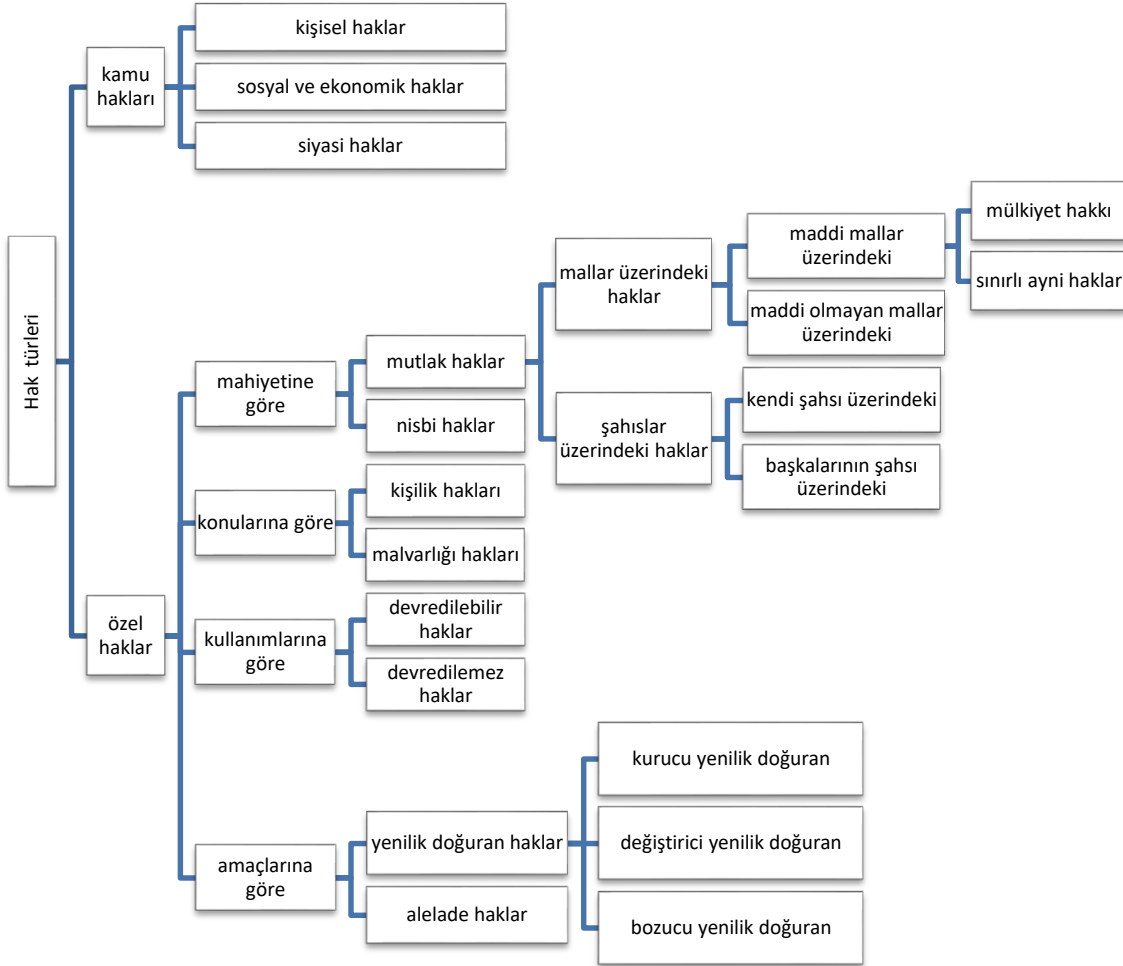 Hak türleri
kamu
hakları
kişisel haklar
sosyal ve ekonomik haklar
siyasi haklar
özel
haklar
mahiyetine
göre
mutlak haklar
mallar üzerindeki
haklar
maddi mallar
üzerindeki
mülkiyet hakkı
sınırlı ayni haklar
maddi olmayan mallar
üzerindeki
şahıslar
üzerindeki haklar
kendi şahsı üzerindeki
başkalarının şahsı
üzerindeki
nisbi haklar
konularına göre
kişilik hakları
malvarlığı hakları
kullanımlarına
göre
devredilebilir
haklar
devredilemez
haklar
amaçlarına
göre
yenilik doğuran haklar
kurucu yenilik doğuran
değiştirici yenilik doğuran
bozucu yenilik doğuran
alelade haklar